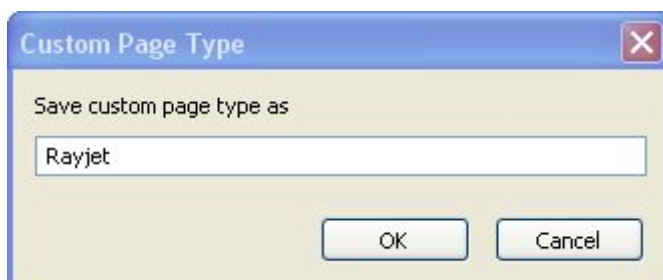 Custom Page Type
Save custom page type as
Rayjet
OK Cancel